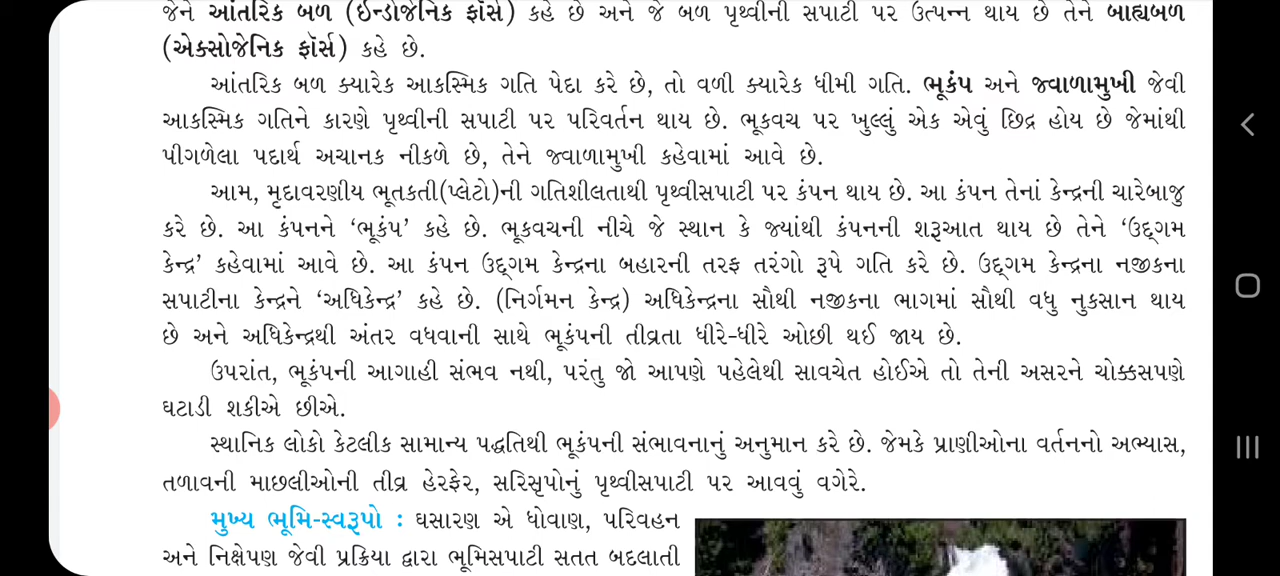 જેને આંતરિક બળ (ઇન્ડોજેનિક ફૉર્સ) કહે છે અને જે બળ પૃથ્વીની સપાટી પર ઉત્પન્ન થાય છે તેને બાહ્યબળ
(એક્સોજેનિક ફૉર્સ) કહે છે.
આંતરિક બળ ક્યારેક આકસ્મિક ગતિ પેદા કરે છે, તો વળી ક્યારેક ધીમી ગતિ. ભૂકંપ અને જ્વાળામુખી જેવી
આકસ્મિક ગતિને કારણે પૃથ્વીની સપાટી પર પરિવર્તન થાય છે. ભૂકવચ પર ખુલ્લું એક એવું છિદ્ર હોય છે જેમાંથી
પીગળેલા પદાર્થ અચાનક નીકળે છે, તેને જ્વાળામુખી કહેવામાં આવે છે.
આમ, મૃદાવરણીય ભૂતકતી(પ્લેટો)ની ગતિશીલતાથી પૃથ્વીસપાટી પર કંપન થાય છે. આ કંપન તેનાં કેન્દ્રની ચારેબાજુ
કરે છે. આ કંપનને ‘ભૂકંપ’ કહે છે. ભૂકવચની નીચે જે સ્થાન કે જ્યાંથી કંપનની શરૂઆત થાય છે તેને ‘ઉદ્ગમ
કેન્દ્ર’ કહેવામાં આવે છે. આ કંપન ઉદ્ગમ કેન્દ્રના બહારની તરફ તરંગો રૂપે ગતિ કરે છે. ઉદ્ગમ કેન્દ્રના નજીકના
સપાટીના કેન્દ્રને ‘અધિકેન્દ્ર’ કહે છે. (નિર્ગમન કેન્દ્ર) અધિકેન્દ્રના સૌથી નજીકના ભાગમાં સૌથી વધુ નુકસાન થાય
છે અને અધિકેન્દ્રથી અંતર વધવાની સાથે ભૂકંપની તીવ્રતા ધીરે-ધીરે ઓછી થઈ જાય છે.
ઉપરાંત, ભૂકંપની આગાહી સંભવ નથી, પરંતુ જો આપણે પહેલેથી સાવચેત હોઈએ તો તેની અસરને ચોક્કસપણે
ઘટાડી શકીએ છીએ.
સ્થાનિક લોકો કેટલીક સામાન્ય પદ્ધતિથી ભૂકંપની સંભાવનાનું અનુમાન કરે છે. જેમકે પ્રાણીઓના વર્તનનો અભ્યાસ,
તળાવની માછલીઓની તીવ્ર હેરફેર, સરિસૃપોનું પૃથ્વીસપાટી પર આવવું વગેરે.
મુખ્ય ભૂમિ-સ્વરૂપો : ઘસારણ એ ધોવાણ, પરિવહન
અને નિક્ષેપણ જેવી પ્રક્રિયા દ્વારા ભૂમિસપાટી સતત બદલાતી